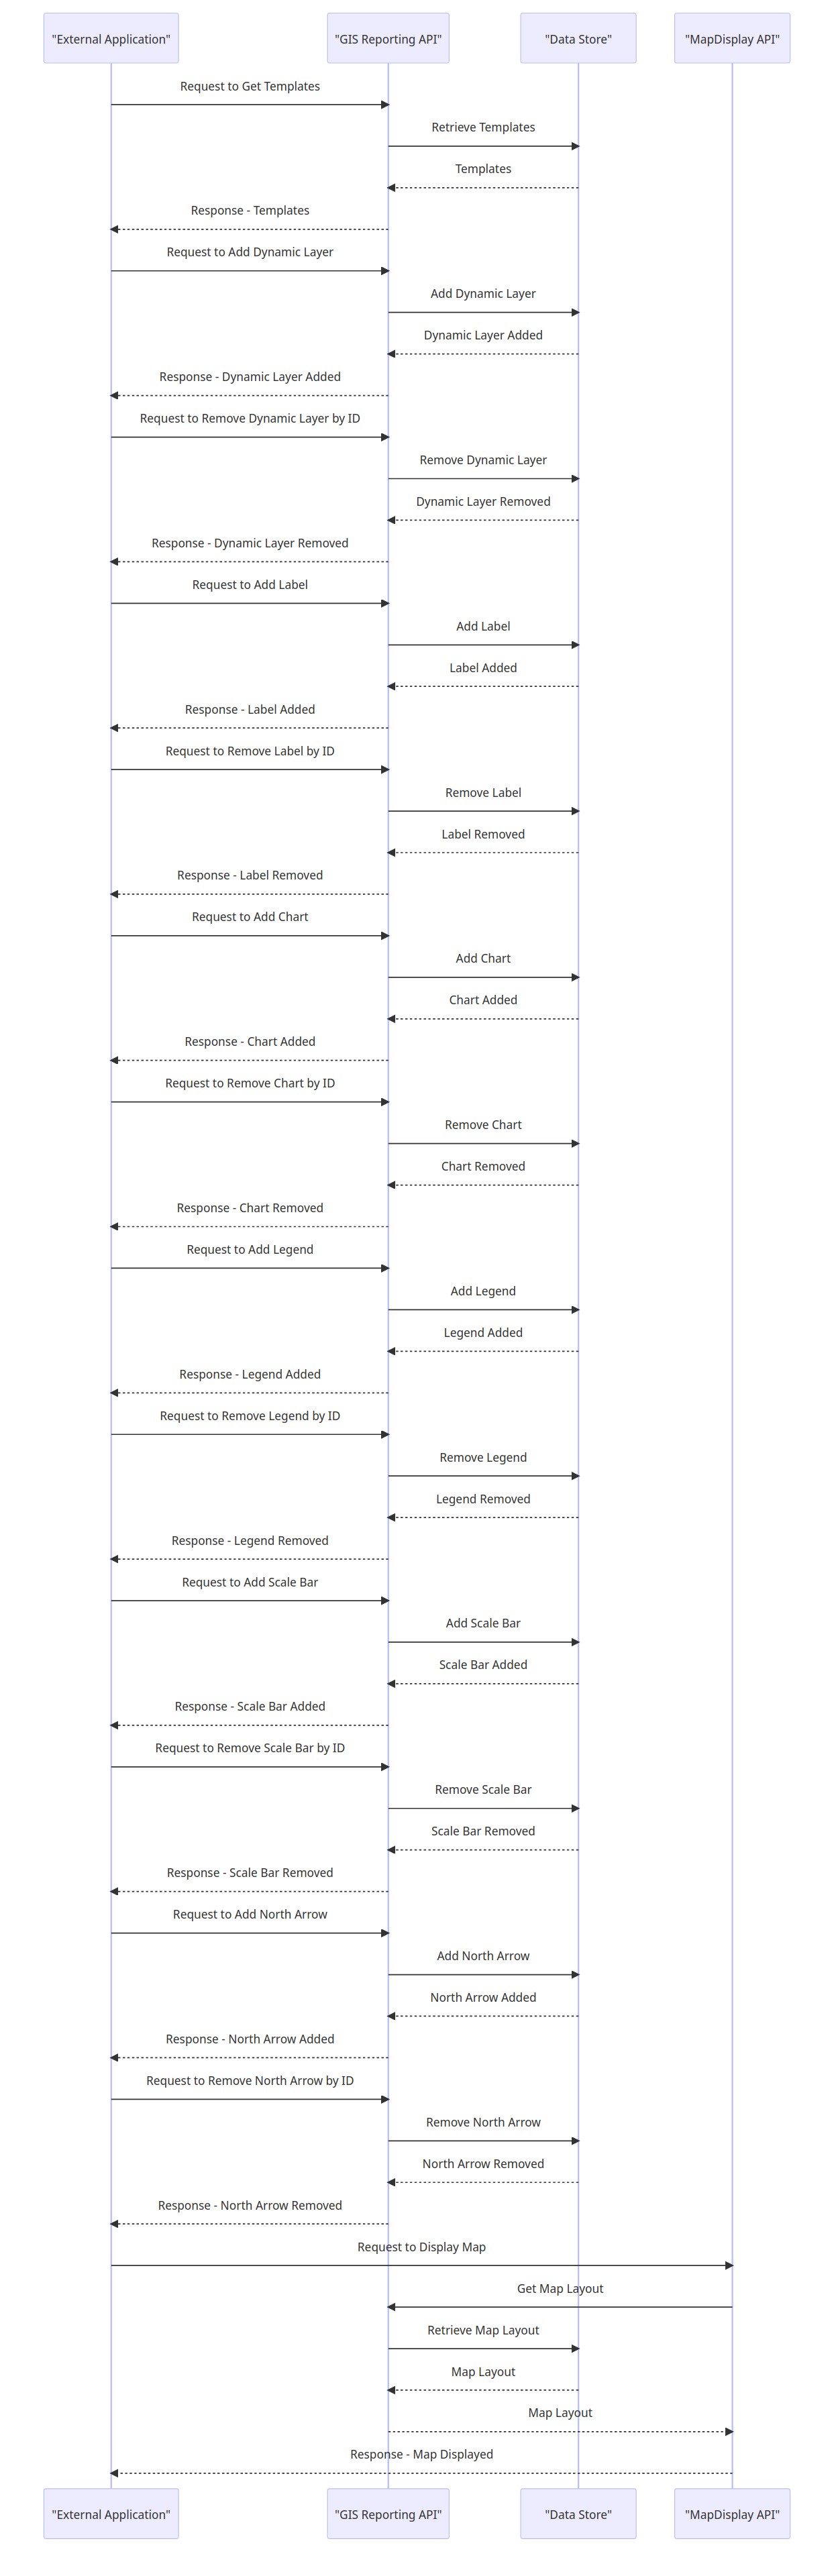 "External Application"
"GIS Reporting API"
"Data Store"
"MapDisplay API"
Request to Get Templates
Retrieve Templates
Templates
Response - Templates
Request to Add Dynamic Layer
Add Dynamic Layer
Dynamic Layer Added
Response - Dynamic Layer Added
Request to Remove Dynamic Layer by ID
Remove Dynamic Layer
Dynamic Layer Removed
Response - Dynamic Layer Removed
Request to Add Label
Add Label
Label Added
Response - Label Added
Request to Remove Label by ID
Remove Label
Label Removed
Response - Label Removed
Request to Add Chart
Add Chart
Chart Added
Response - Chart Added
Request to Remove Chart by ID
Remove Chart
Chart Removed
Response - Chart Removed
Request to Add Legend
Add Legend
Legend Added
Response - Legend Added
Request to Remove Legend by ID
Remove Legend
Legend Removed
Response - Legend Removed
Request to Add Scale Bar
Add Scale Bar
Scale Bar Added
Response - Scale Bar Added
Request to Remove Scale Bar by ID
Remove Scale Bar
Scale Bar Removed
Response - Scale Bar Removed
Request to Add North Arrow
Add North Arrow
North Arrow Added
Response - North Arrow Added
Request to Remove North Arrow by ID
Remove North Arrow
North Arrow Removed
Response - North Arrow Removed
Request to Display Map
Get Map Layout
Retrieve Map Layout
Map Layout
Map Layout
Response - Map Displayed
"External Application"
"GIS Reporting API"
"Data Store"
"MapDisplay API"